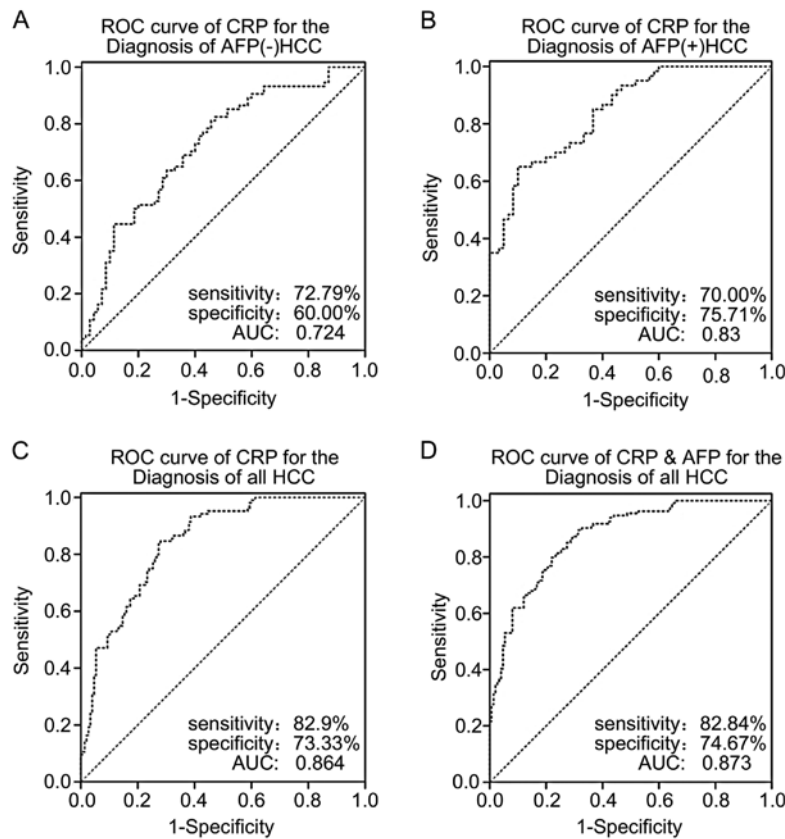 A
ROC curve of CRP for the
Diagnosis of AFP(-)HCC
Sensitivity
1.0
0.8
0.6
0.4
0.2
0.0
sensitivity: 72.79%
specificity: 60.00%
AUC: 0.724
0.0 0.2 0.4 0.6 0.8 1.0
1-Specificity
B
ROC curve of CRP for the
Diagnosis of AFP(+)HCC
Sensitivity
1.0
0.8
0.6
0.4
0.2
0.0
sensitivity: 70.00%
specificity: 75.71%
AUC: 0.83
0.0 0.2 0.4 0.6 0.8 1.0
1-Specificity
C
ROC curve of CRP for the
Diagnosis of all HCC
Sensitivity
1.0
0.8
0.6
0.4
0.2
0.0
sensitivity: 82.9%
specificity: 73.33%
AUC: 0.864
0.0 0.2 0.4 0.6 0.8 1.0
1-Specificity
D
ROC curve of CRP & AFP for the
Diagnosis of all HCC
Sensitivity
1.0
0.8
0.6
0.4
0.2
0.0
sensitivity: 82.84%
specificity: 74.67%
AUC: 0.873
0.0 0.2 0.4 0.6 0.8 1.0
1-Specificity